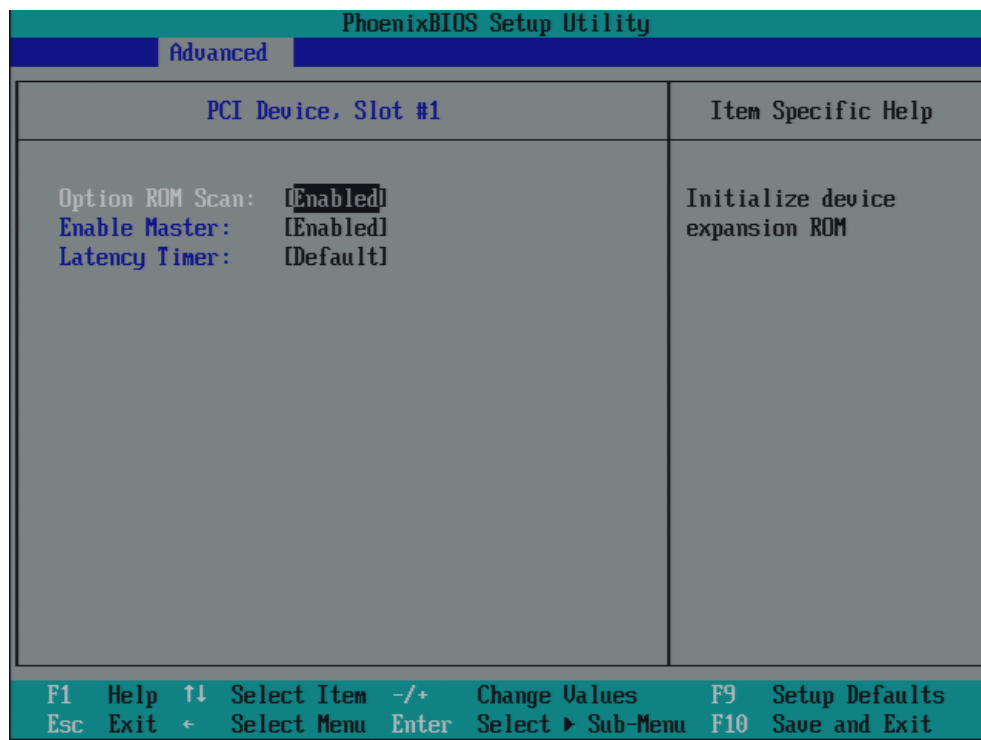 PhoenixBIOS Setup Utility
Advanced
PCI Device, Slot #1
Item Specific Help
Option ROM Scan: [Enabled]
Enable Master: [Enabled]
Latency Timer: [Default]
Initialize device
expansion ROM
F1 Help ↑↓ Select Item -/+ Change Values F9 Setup Defaults
Esc Exit ← Select Menu Enter Select ▶ Sub-Menu F10 Save and Exit